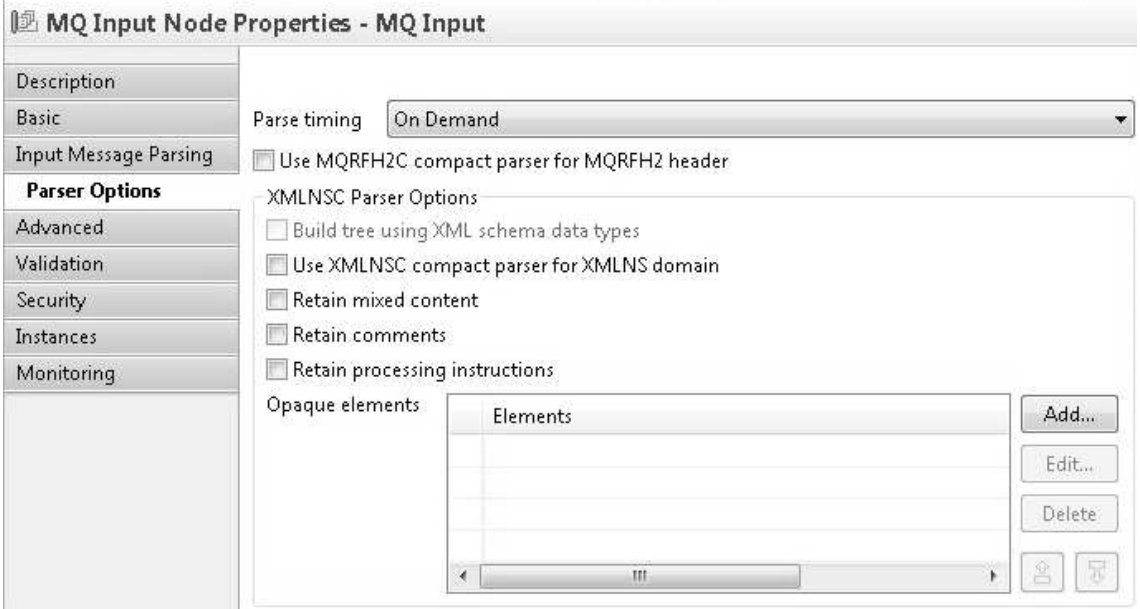 MQ Input Node Properties - MQ Input
Description
Basic
Input Message Parsing
Parser Options
Advanced
Validation
Security
Instances
Monitoring
Parse timing On Demand
Use MQRFH2C compact parser for MQRFH2 header
XMLNSC Parser Options
Build tree using XML schema data types
Use XMLNSC compact parser for XMLNS domain
Retain mixed content
Retain comments
Retain processing instructions
Opaque elements
Elements
Add...
Edit...
Delete